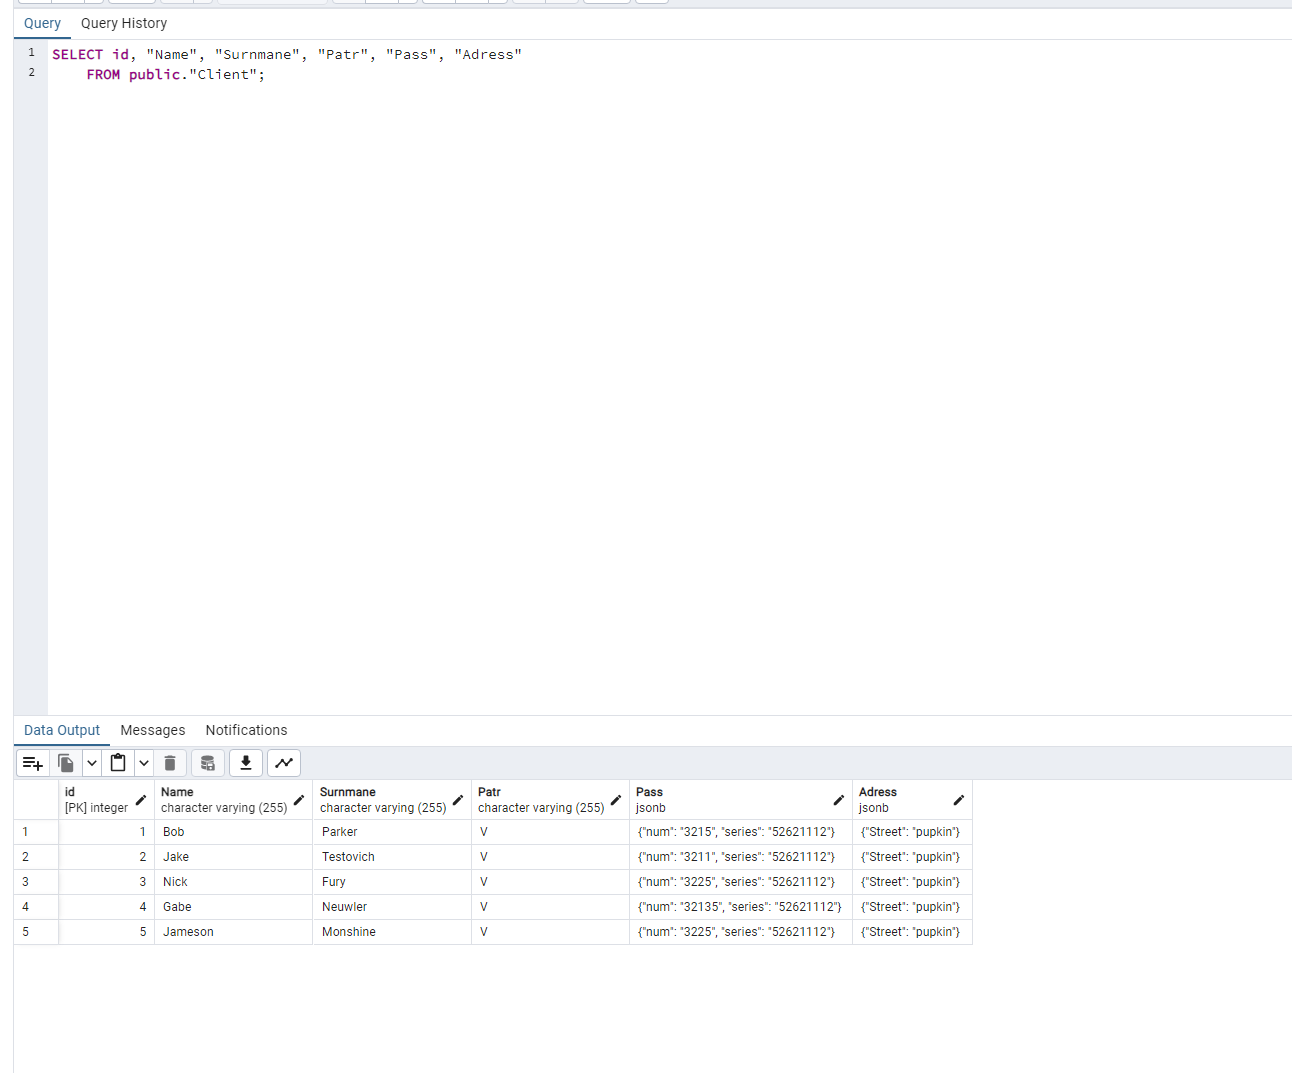 Query Query History
1 SELECT id, "Name", "Surnmane", "Patr", "Pass", "Adress"
2 FROM public."Client";
Data Output Messages Notifications
id Name Surnmane Patr Pass Adress
[PK] integer character varying (255) character varying (255) character varying (255) jsonb jsonb
1 1 Bob Parker V {"num": "3215", "series": "52621112"} {"Street": "pupkin"}
2 2 Jake Testovich V {"num": "3211", "series": "52621112"} {"Street": "pupkin"}
3 3 Nick Fury V {"num": "3225", "series": "52621112"} {"Street": "pupkin"}
4 4 Gabe Neuwler V {"num": "32135", "series": "52621112"} {"Street": "pupkin"}
5 5 Jameson Monshine V {"num": "3225", "series": "52621112"} {"Street": "pupkin"}